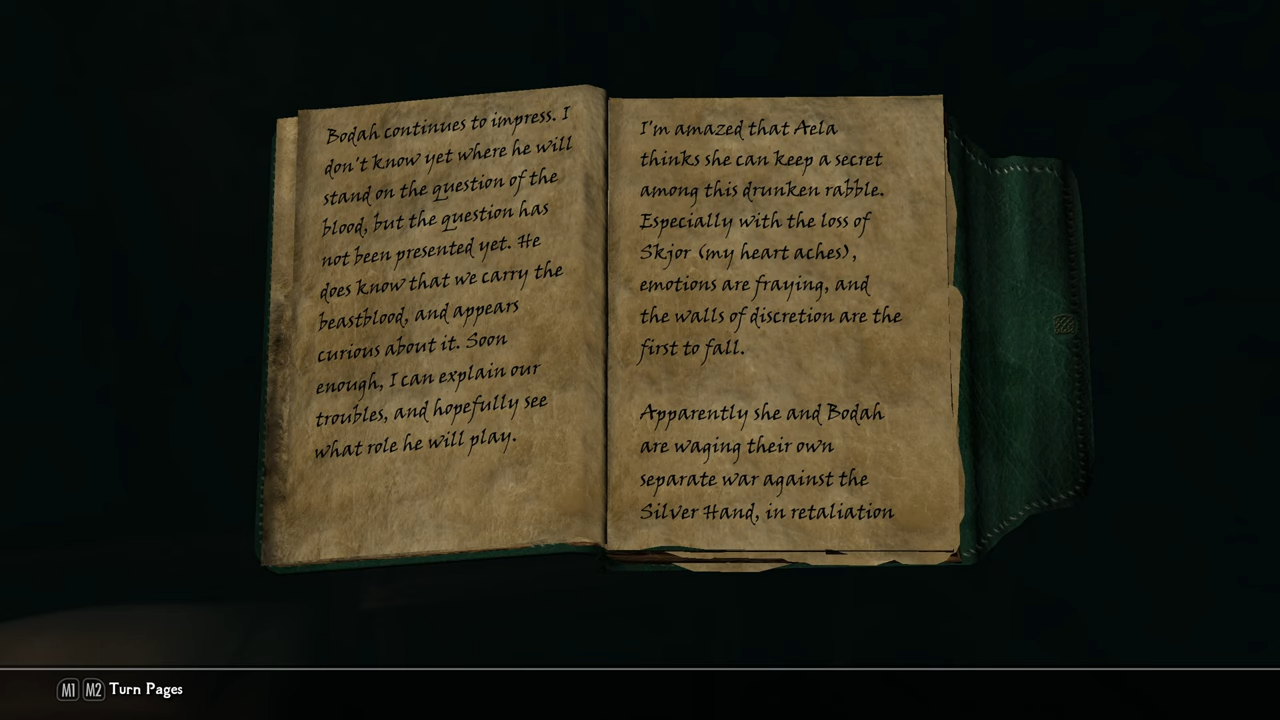 Bodah continues to impress. I
don't know yet where he will
stand on the question of the
blood, but the question has
not been presented yet. He
does know that we carry the
beastblood, and appears
curious about it. Soon
enough, I can explain our
troubles, and hopefully see
what role he will play.
I'm amazed that Aela
thinks she can keep a secret
among this drunken rabble.
Especially with the loss of
Skjor (my heart aches),
emotions are fraying, and
the walls of discretion are the
first to fall.
Apparently she and Bodah
are waging their own
separate war against the
Silver Hand, in retaliation
M1 M2 Turn Pages